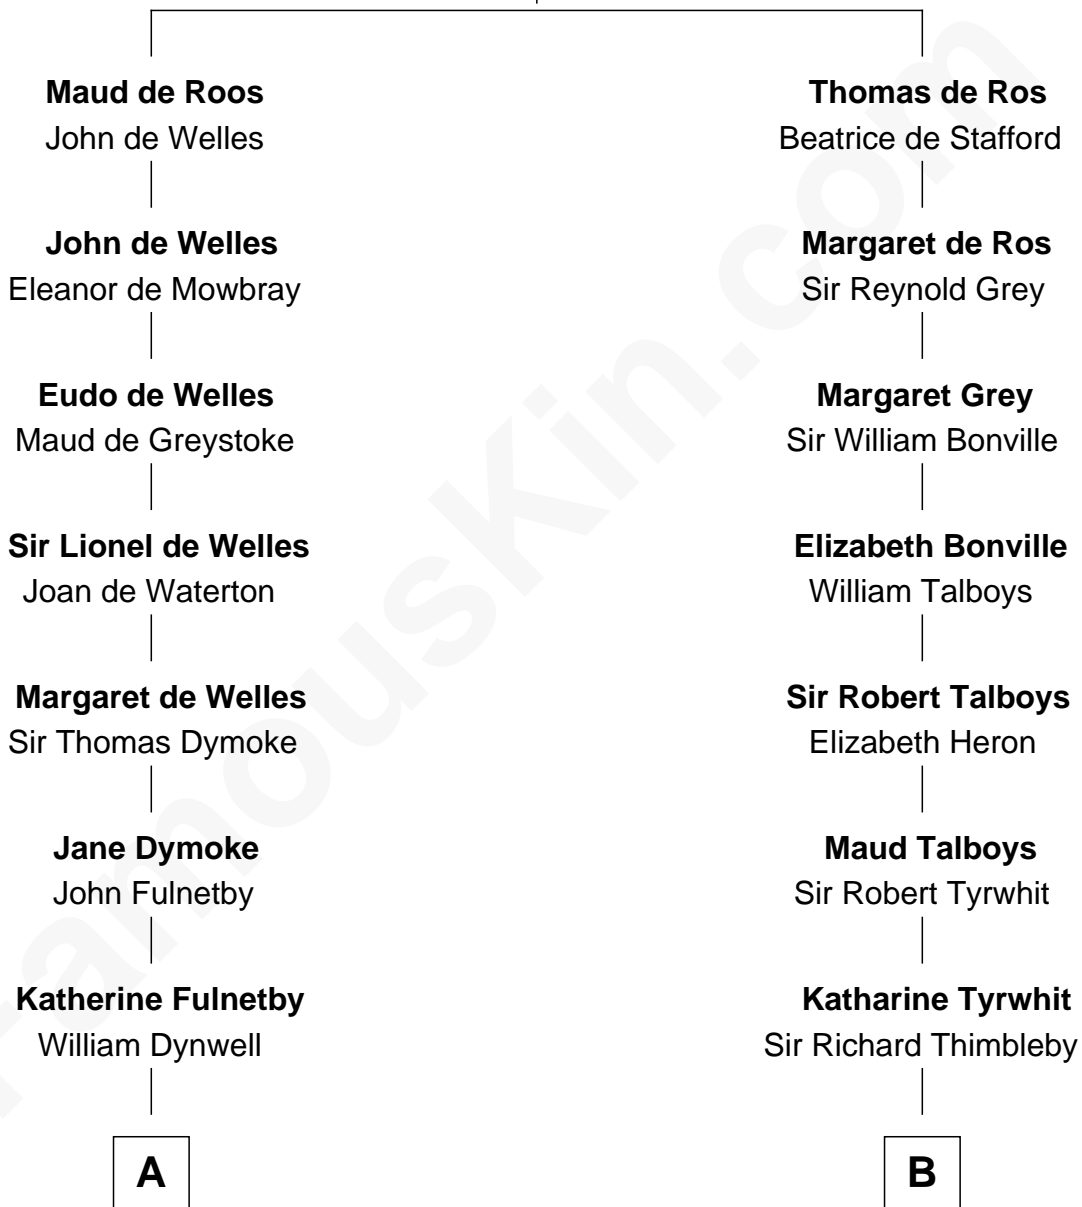 Maud de Roos
John de Welles
Thomas de Ros
Beatrice de Stafford
John de Welles
Eleanor de Mowbray
Margaret de Ros
Sir Reynold Grey
Eudo de Welles
Maud de Greystoke
Margaret Grey
Sir William Bonville
Sir Lionel de Welles
Joan de Waterton
Elizabeth Bonville
William Talboys
Margaret de Welles
Sir Thomas Dymoke
Sir Robert Talboys
Elizabeth Heron
Jane Dymoke
John Fulnetby
Maud Talboys
Sir Robert Tyrwhit
Katherine Fulnetby
William Dynwell
Katharine Tyrwhit
Sir Richard Thimbleby
A
B
FamousKin.com